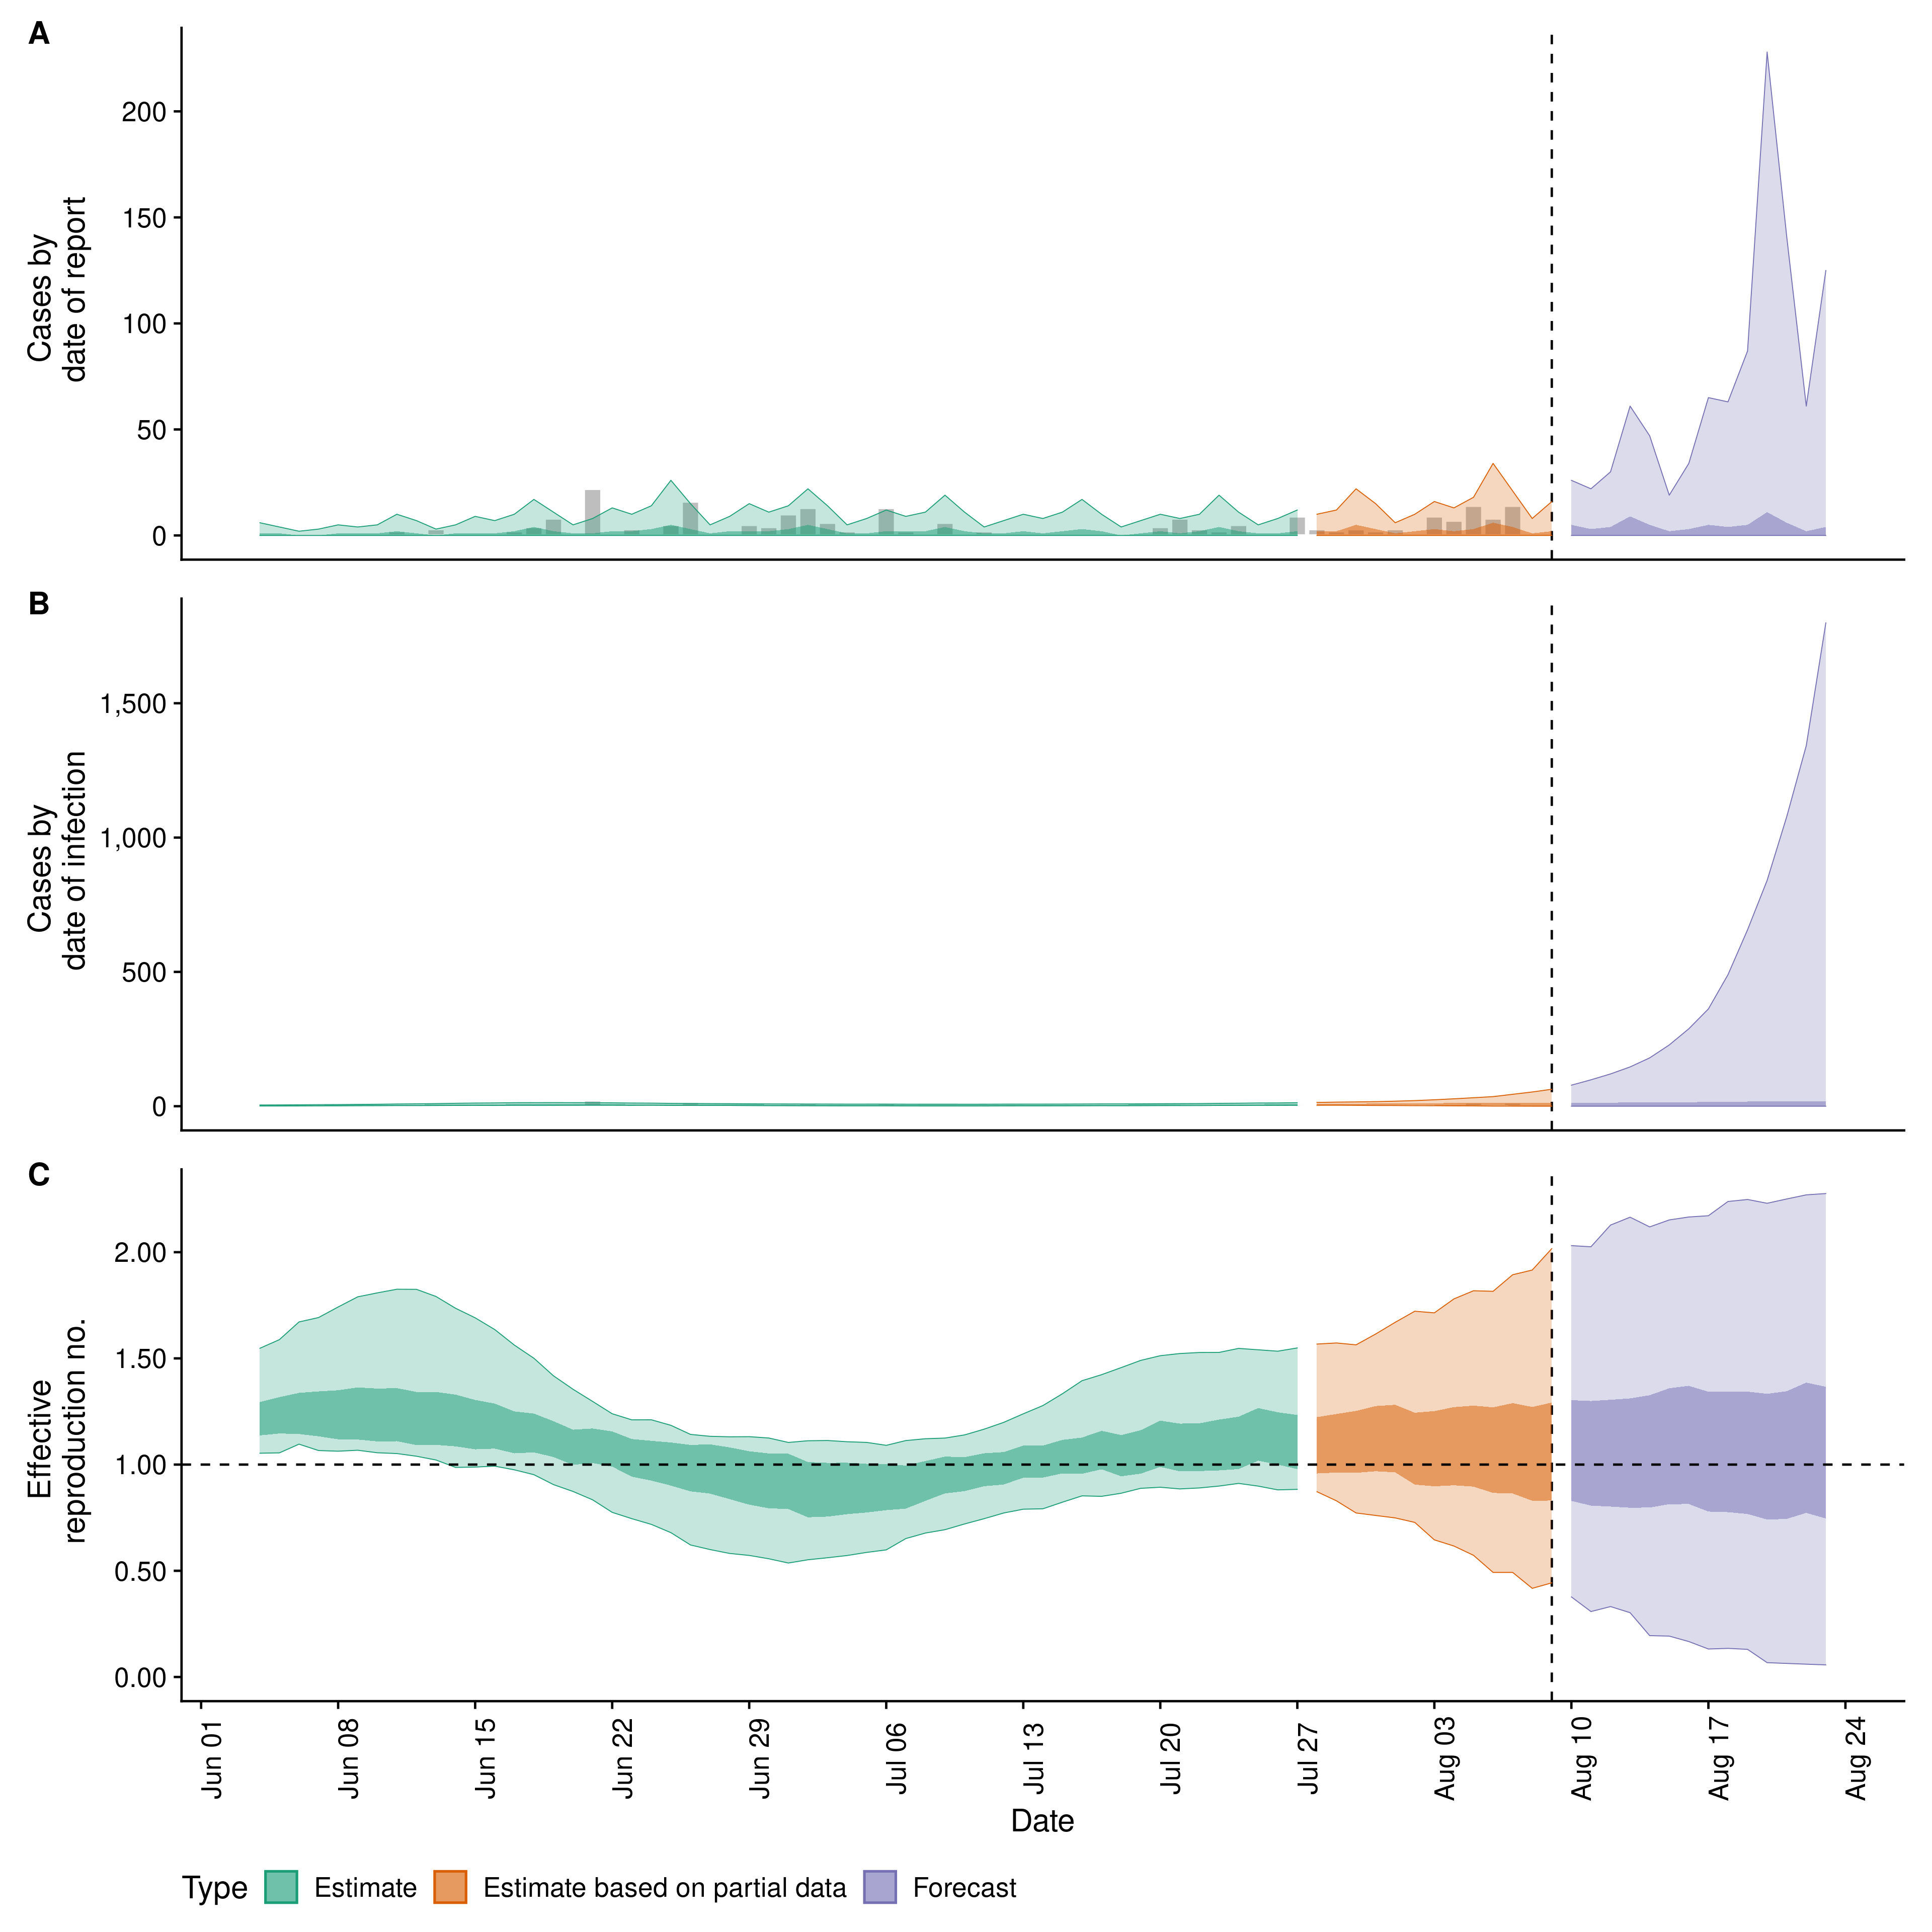 A
Cases by
date of report
200
150
100
50
0
B
Cases by
date of infection
1,500
1,000
500
0
C
Effective
reproduction no.
2.00
1.50
1.00
0.50
0.00
Jun 01
Jun 08
Jun 15
Jun 22
Jun 29
Jul 06
Jul 13
Jul 20
Jul 27
Aug 03
Aug 10
Aug 17
Aug 24
Date
Type Estimate Estimate based on partial data Forecast